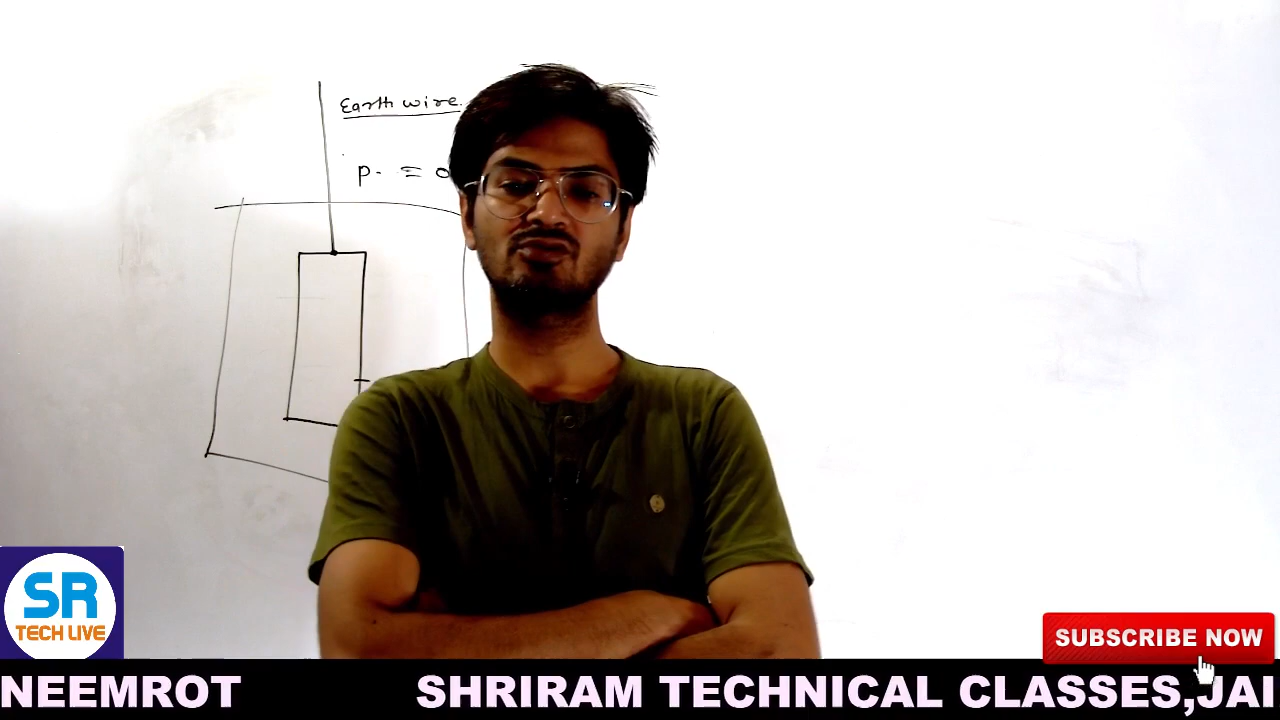 Earth wire.
P. = 0
SR
TECH LIVE
SUBSCRIBE NOW
NEEMROT SHRIRAM TECHNICAL CLASSES,JAI